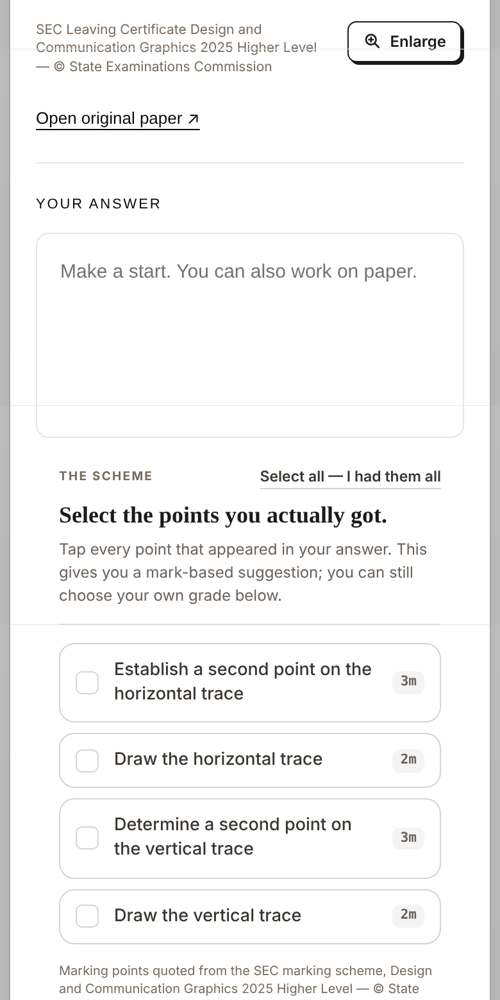 SEC Leaving Certificate Design and
Communication Graphics 2025 Higher Level
— © State Examinations Commission
Enlarge
Open original paper ↗
YOUR ANSWER
Make a start. You can also work on paper.
THE SCHEME
Select all — I had them all
Select the points you actually got.
Tap every point that appeared in your answer. This
gives you a mark-based suggestion; you can still
choose your own grade below.
Establish a second point on the
horizontal trace
3m
Draw the horizontal trace
2m
Determine a second point on
the vertical trace
3m
Draw the vertical trace
2m
Marking points quoted from the SEC marking scheme, Design
and Communication Graphics 2025 Higher Level — © State